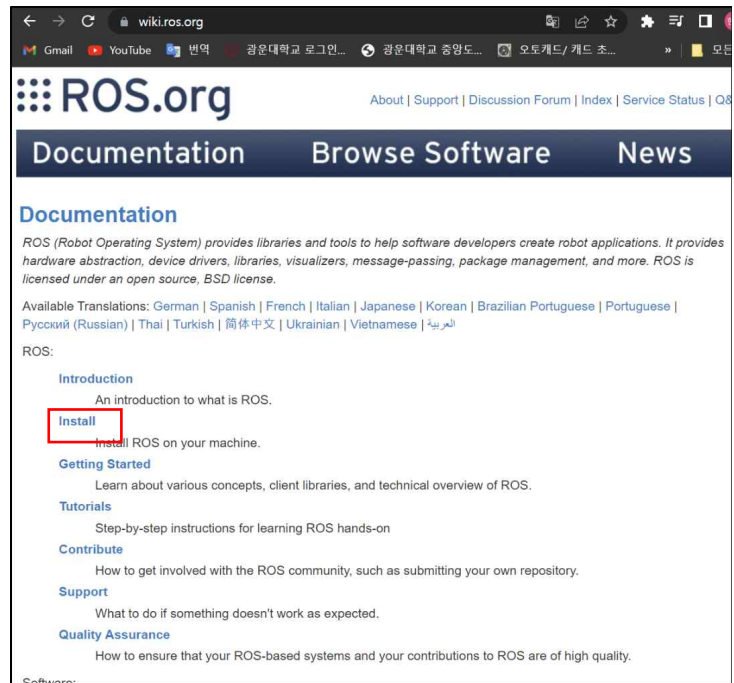 wiki.ros.org
Gmail YouTube 번역 광운대학교 로그인... 광운대학교 중앙도... 오토캐드/ 캐드 초... » 모든
ROS.org
About | Support | Discussion Forum | Index | Service Status | Q&
Documentation Browse Software News
Documentation
ROS (Robot Operating System) provides libraries and tools to help software developers create robot applications. It provides
hardware abstraction, device drivers, libraries, visualizers, message-passing, package management, and more. ROS is
licensed under an open source, BSD license.
Available Translations: German | Spanish | French | Italian | Japanese | Korean | Brazilian Portuguese | Portuguese |
Русский (Russian) | Thai | Turkish | 简体中文 | Ukrainian | Vietnamese | العربية
ROS:
Introduction
An introduction to what is ROS.
Install
Install ROS on your machine.
Getting Started
Learn about various concepts, client libraries, and technical overview of ROS.
Tutorials
Step-by-step instructions for learning ROS hands-on
Contribute
How to get involved with the ROS community, such as submitting your own repository.
Support
What to do if something doesn't work as expected.
Quality Assurance
How to ensure that your ROS-based systems and your contributions to ROS are of high quality.
Software: